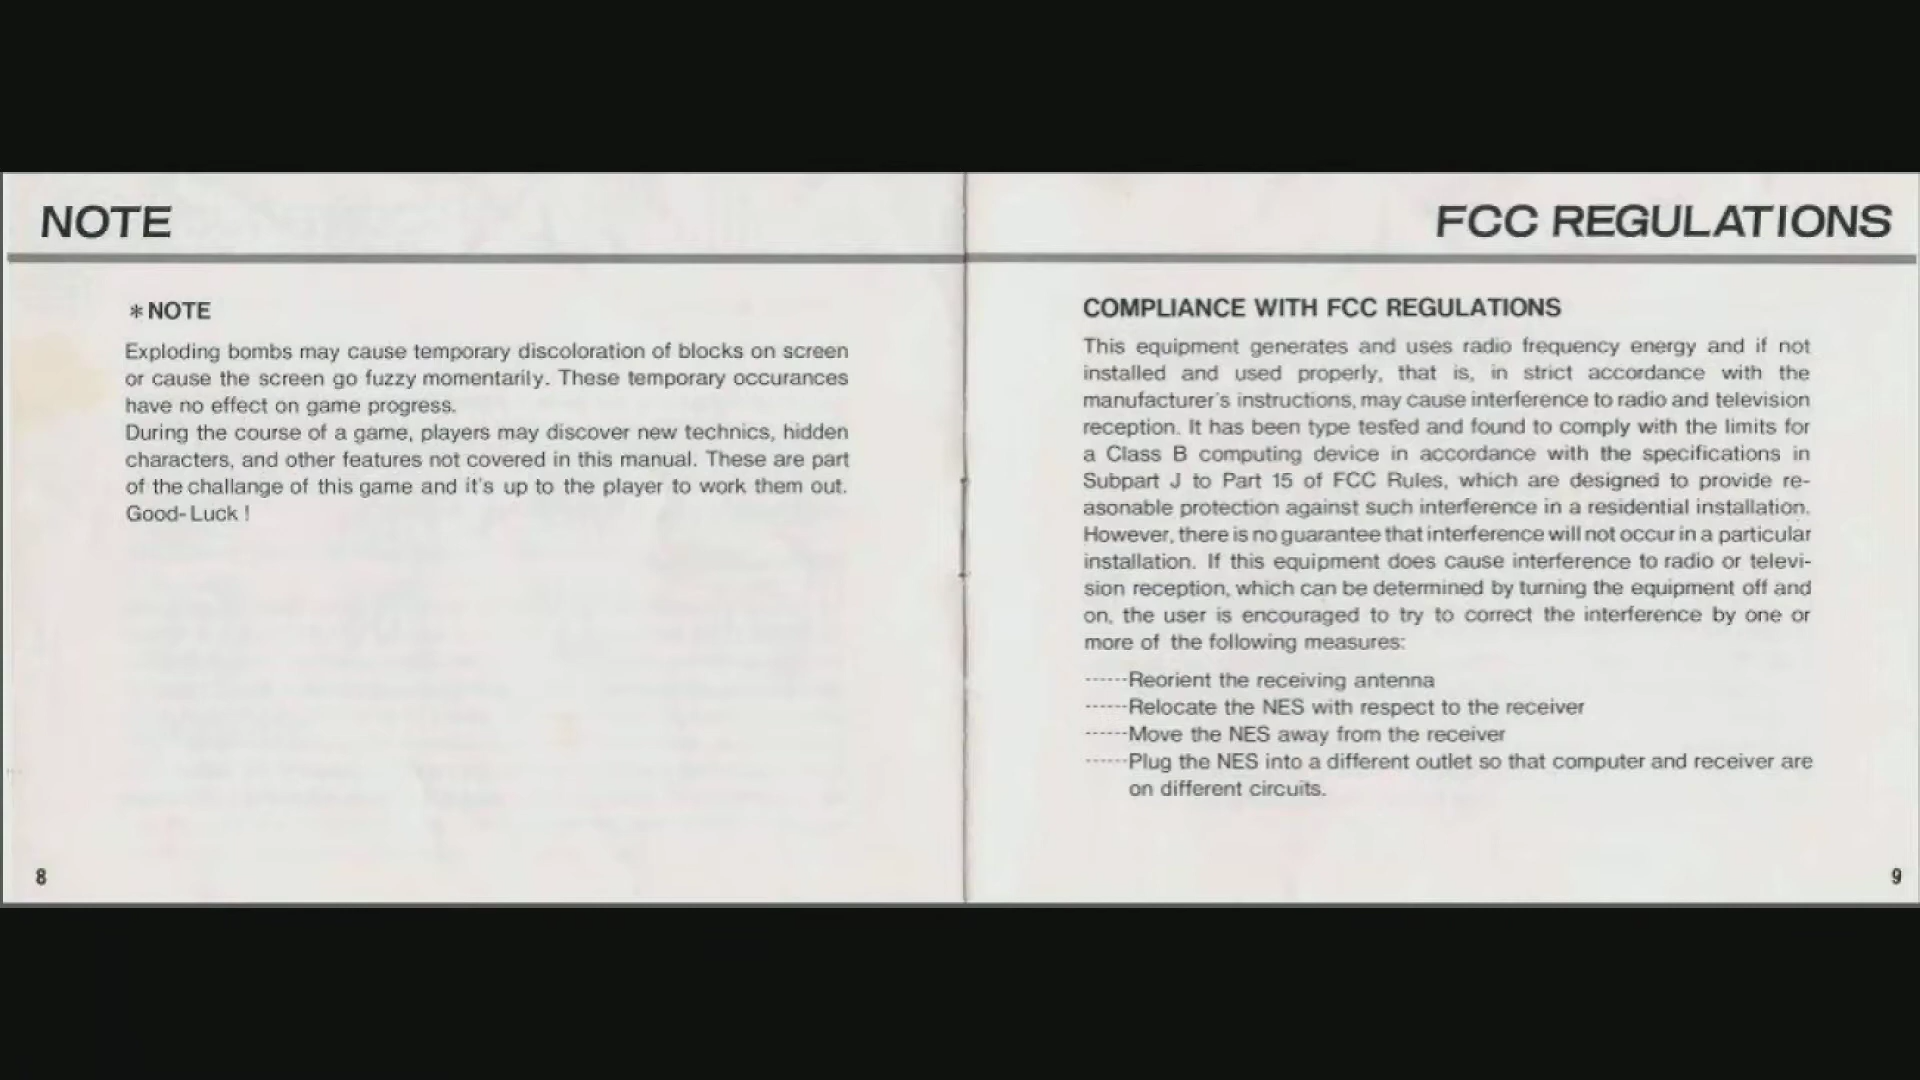 NOTE
*NOTE
Exploding bombs may cause temporary discoloration of blocks on screen
or cause the screen go fuzzy momentarily. These temporary occurances
have no effect on game progress.
During the course of a game, players may discover new technics, hidden
characters, and other features not covered in this manual. These are part
of the challange of this game and it's up to the player to work them out.
Good-Luck !
8
FCC REGULATIONS
COMPLIANCE WITH FCC REGULATIONS
This equipment generates and uses radio frequency energy and if not
installed and used properly, that is, in strict accordance with the
manufacturer's instructions, may cause interference to radio and television
reception. It has been type tested and found to comply with the limits for
a Class B computing device in accordance with the specifications in
Subpart J to Part 15 of FCC Rules, which are designed to provide re-
asonable protection against such interference in a residential installation.
However, there is no guarantee that interference will not occur in a particular
installation. If this equipment does cause interference to radio or televi-
sion reception, which can be determined by turning the equipment off and
on, the user is encouraged to try to correct the interference by one or
more of the following measures:
------Reorient the receiving antenna
------Relocate the NES with respect to the receiver
------Move the NES away from the receiver
------Plug the NES into a different outlet so that computer and receiver are
on different circuits.
9